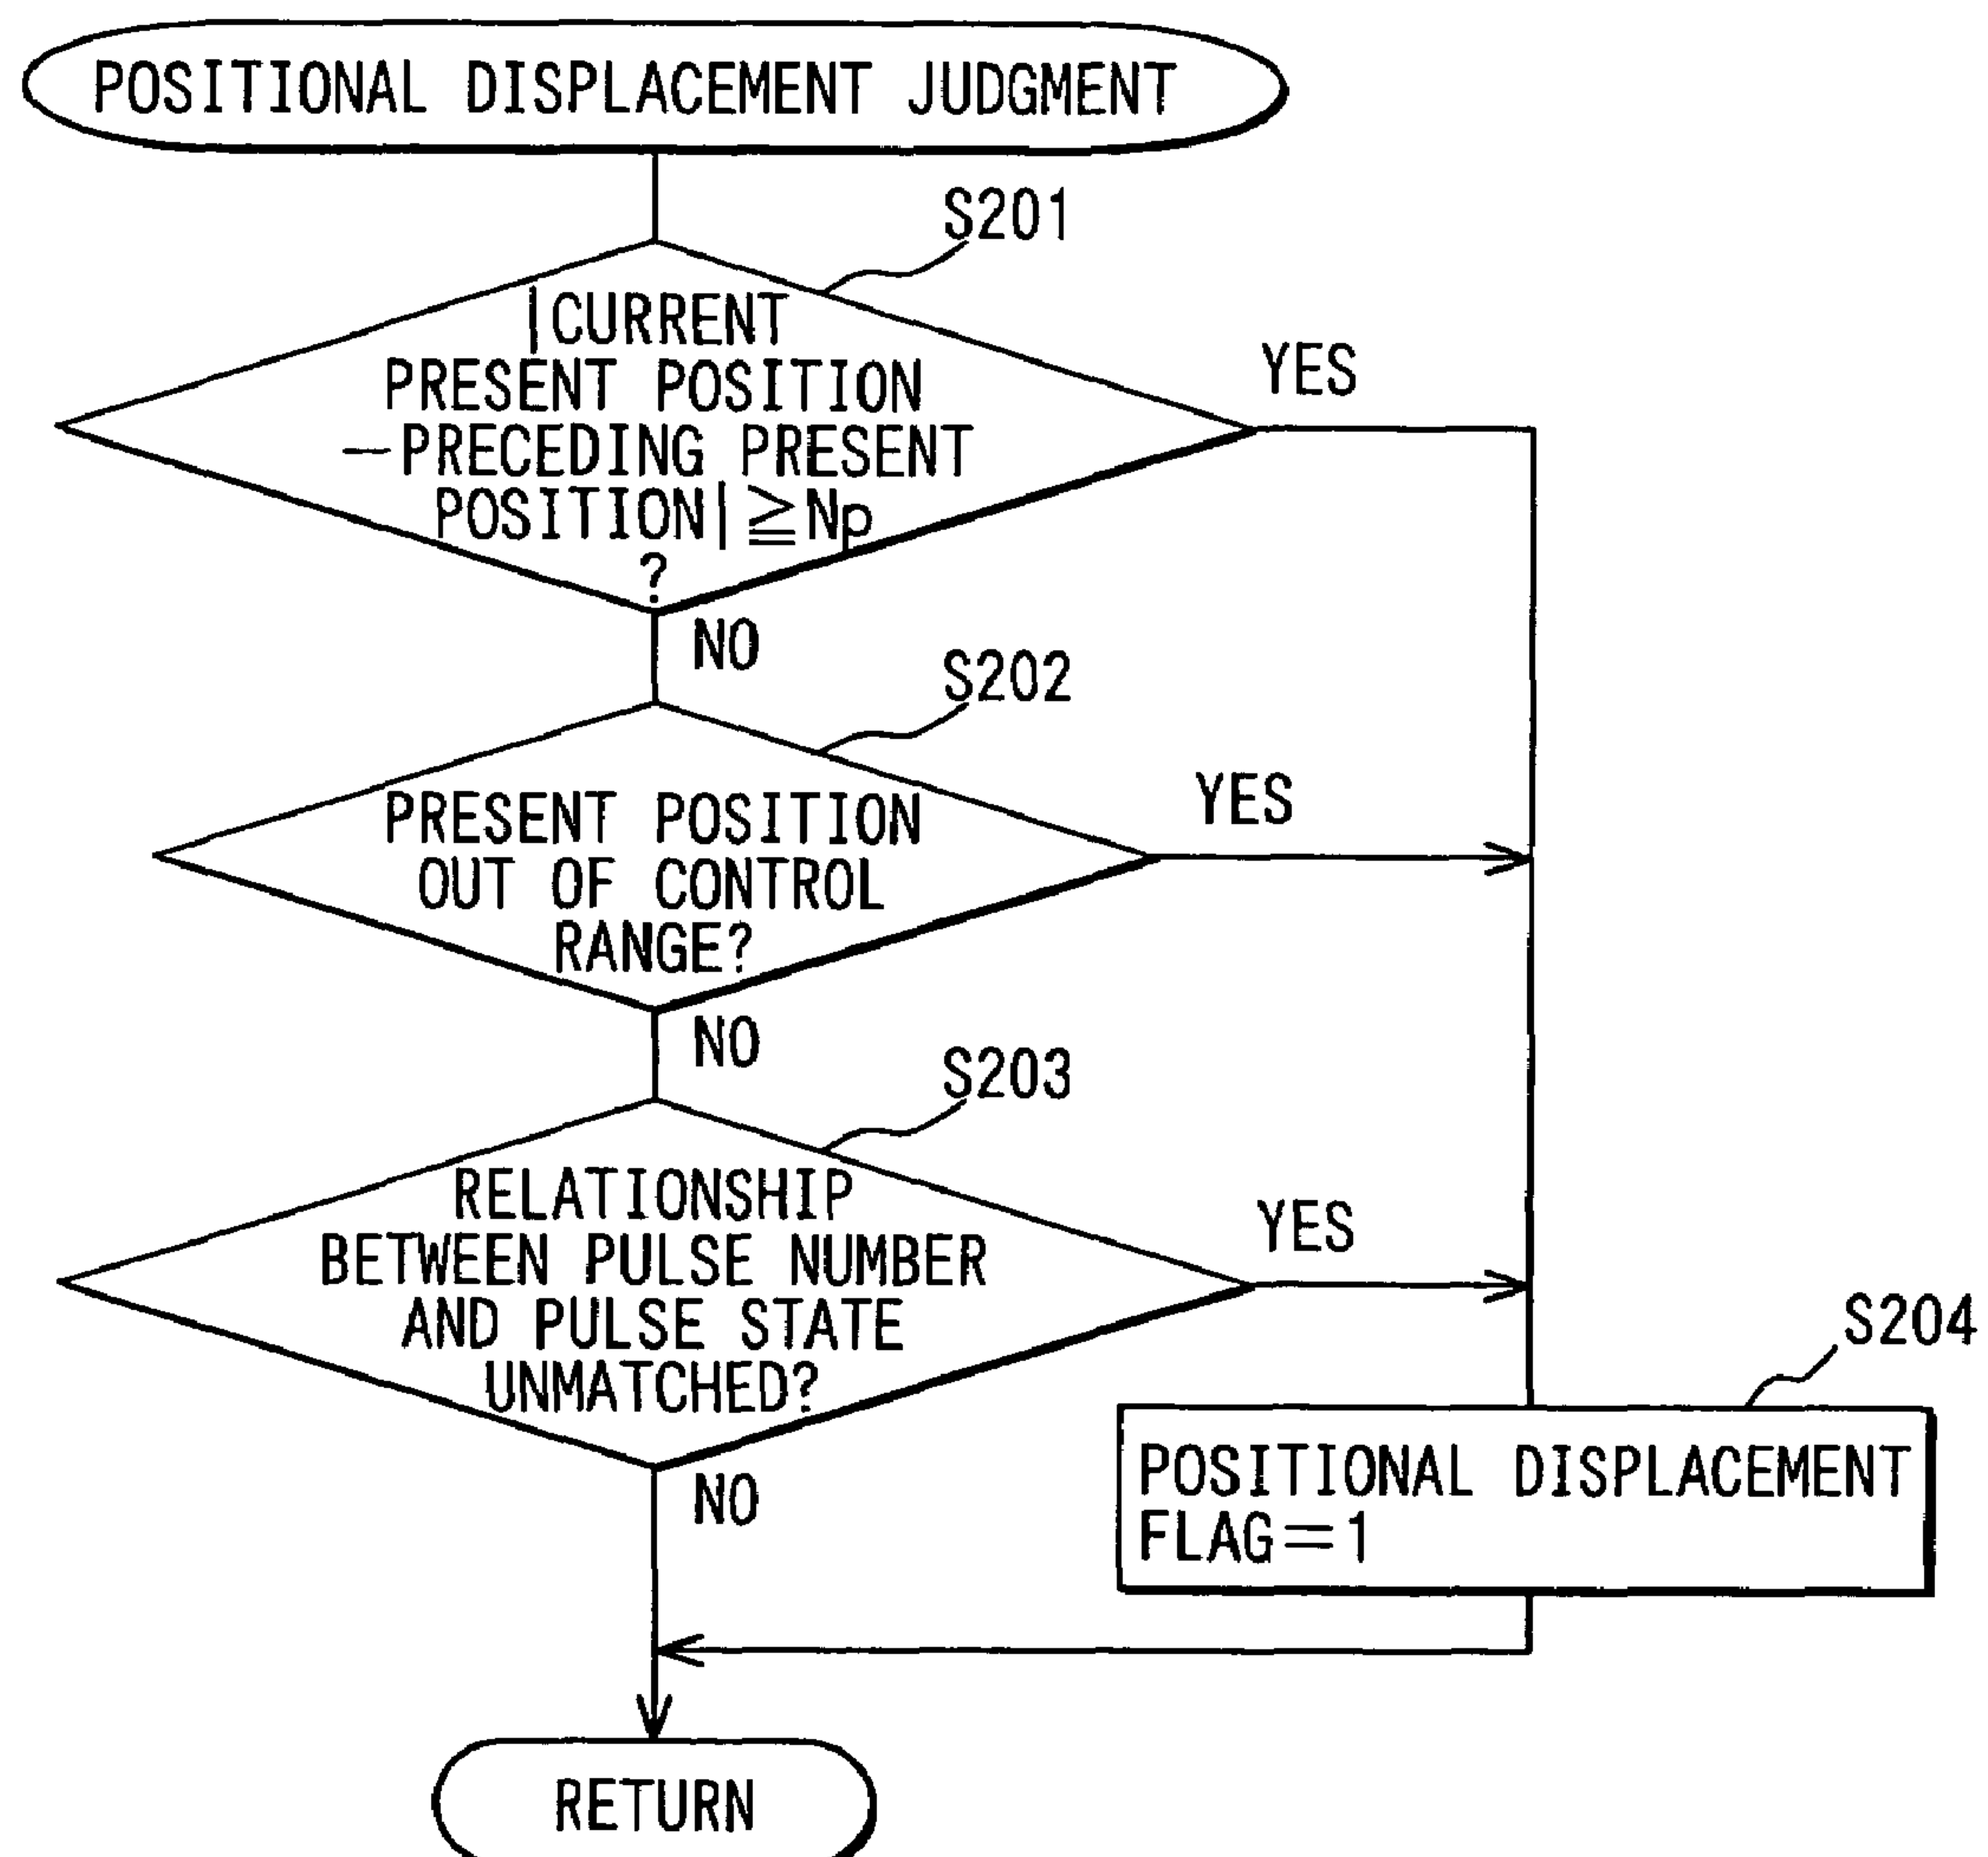 POSITIONAL DISPLACEMENT JUDGMENT
S201
|CURRENT
PRESENT POSITION
—PRECEDING PRESENT
POSITION|≧Np
?
YES
NO
S202
PRESENT POSITION
OUT OF CONTROL
RANGE?
YES
NO
S203
RELATIONSHIP
BETWEEN PULSE NUMBER
AND PULSE STATE
UNMATCHED?
YES
NO
S204
POSITIONAL DISPLACEMENT
FLAG=1
RETURN